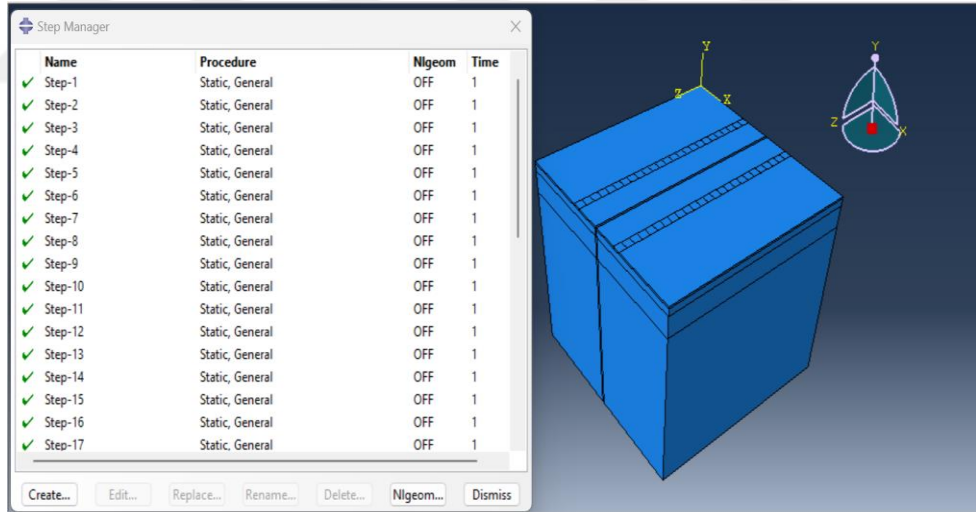 Step Manager
Name Procedure Nlgeom Time
Step-1 Static, General OFF 1
Step-2 Static, General OFF 1
Step-3 Static, General OFF 1
Step-4 Static, General OFF 1
Step-5 Static, General OFF 1
Step-6 Static, General OFF 1
Step-7 Static, General OFF 1
Step-8 Static, General OFF 1
Step-9 Static, General OFF 1
Step-10 Static, General OFF 1
Step-11 Static, General OFF 1
Step-12 Static, General OFF 1
Step-13 Static, General OFF 1
Step-14 Static, General OFF 1
Step-15 Static, General OFF 1
Step-16 Static, General OFF 1
Step-17 Static, General OFF 1
Create... Edit... Replace... Rename... Delete... Nlgeom... Dismiss
Y
Z X
Y
Z X